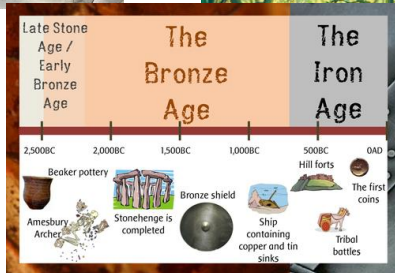 Late Stone
Age /
Early
Bronze
Age
The
Bronze
Age
The
Iron
Age
2,500BC
2,000BC
1,500BC
1,000BC
500BC
0AD
Beaker pottery
Amesbury
Archer
Stonehenge is
completed
Bronze shield
Ship
containing
copper and tin
sinks
Hill forts
Tribal
battles
The first
coins